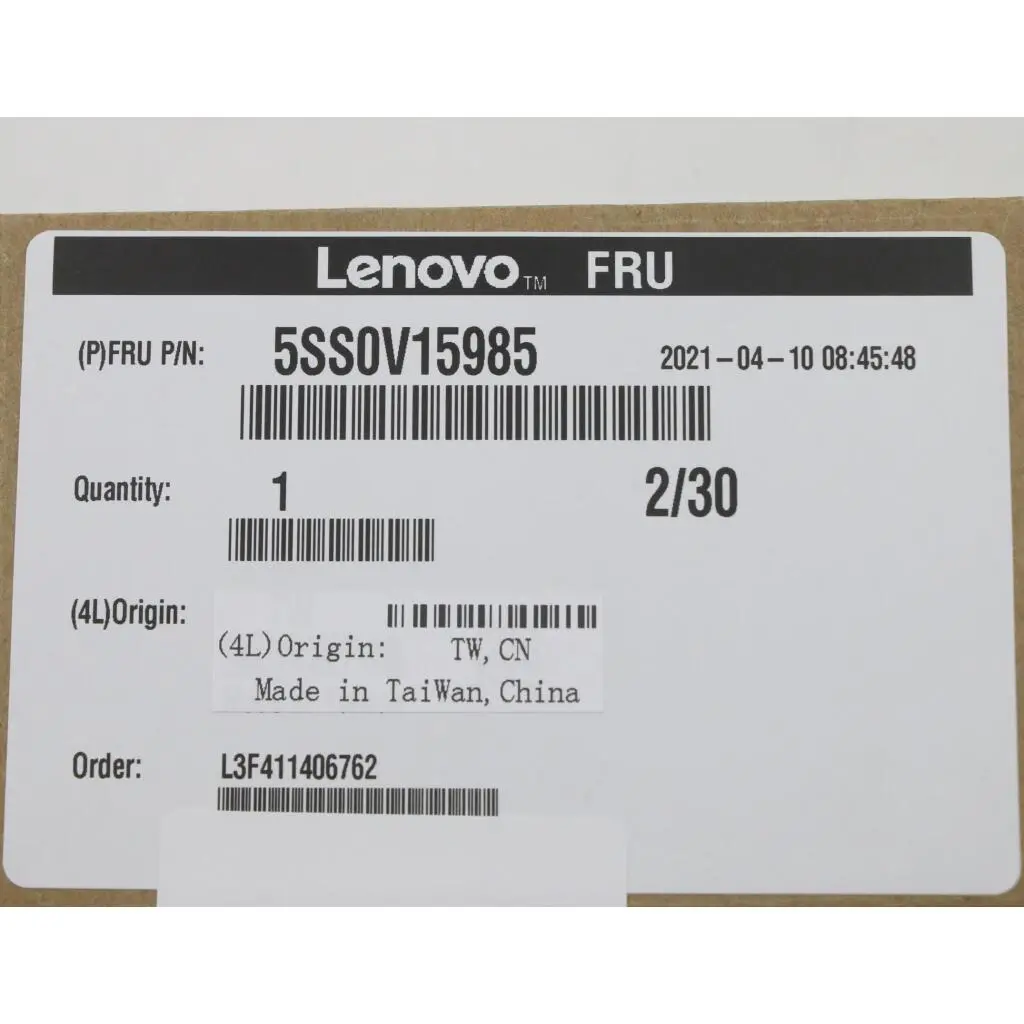 Lenovo™ FRU
(P)FRU P/N: 5SS0V15985 2021-04-10 08:45:48
Quantity: 1 2/30
(4L)Origin:
(4L)Origin: TW, CN
Made in TaiWan, China
Order: L3F411406762